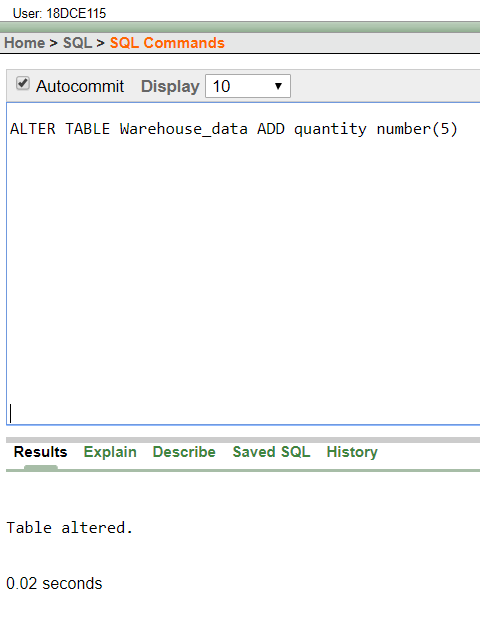 User: 18DCE115
Home > SQL > SQL Commands
Autocommit Display 10
ALTER TABLE Warehouse_data ADD quantity number(5)
Results Explain Describe Saved SQL History
Table altered.
0.02 seconds